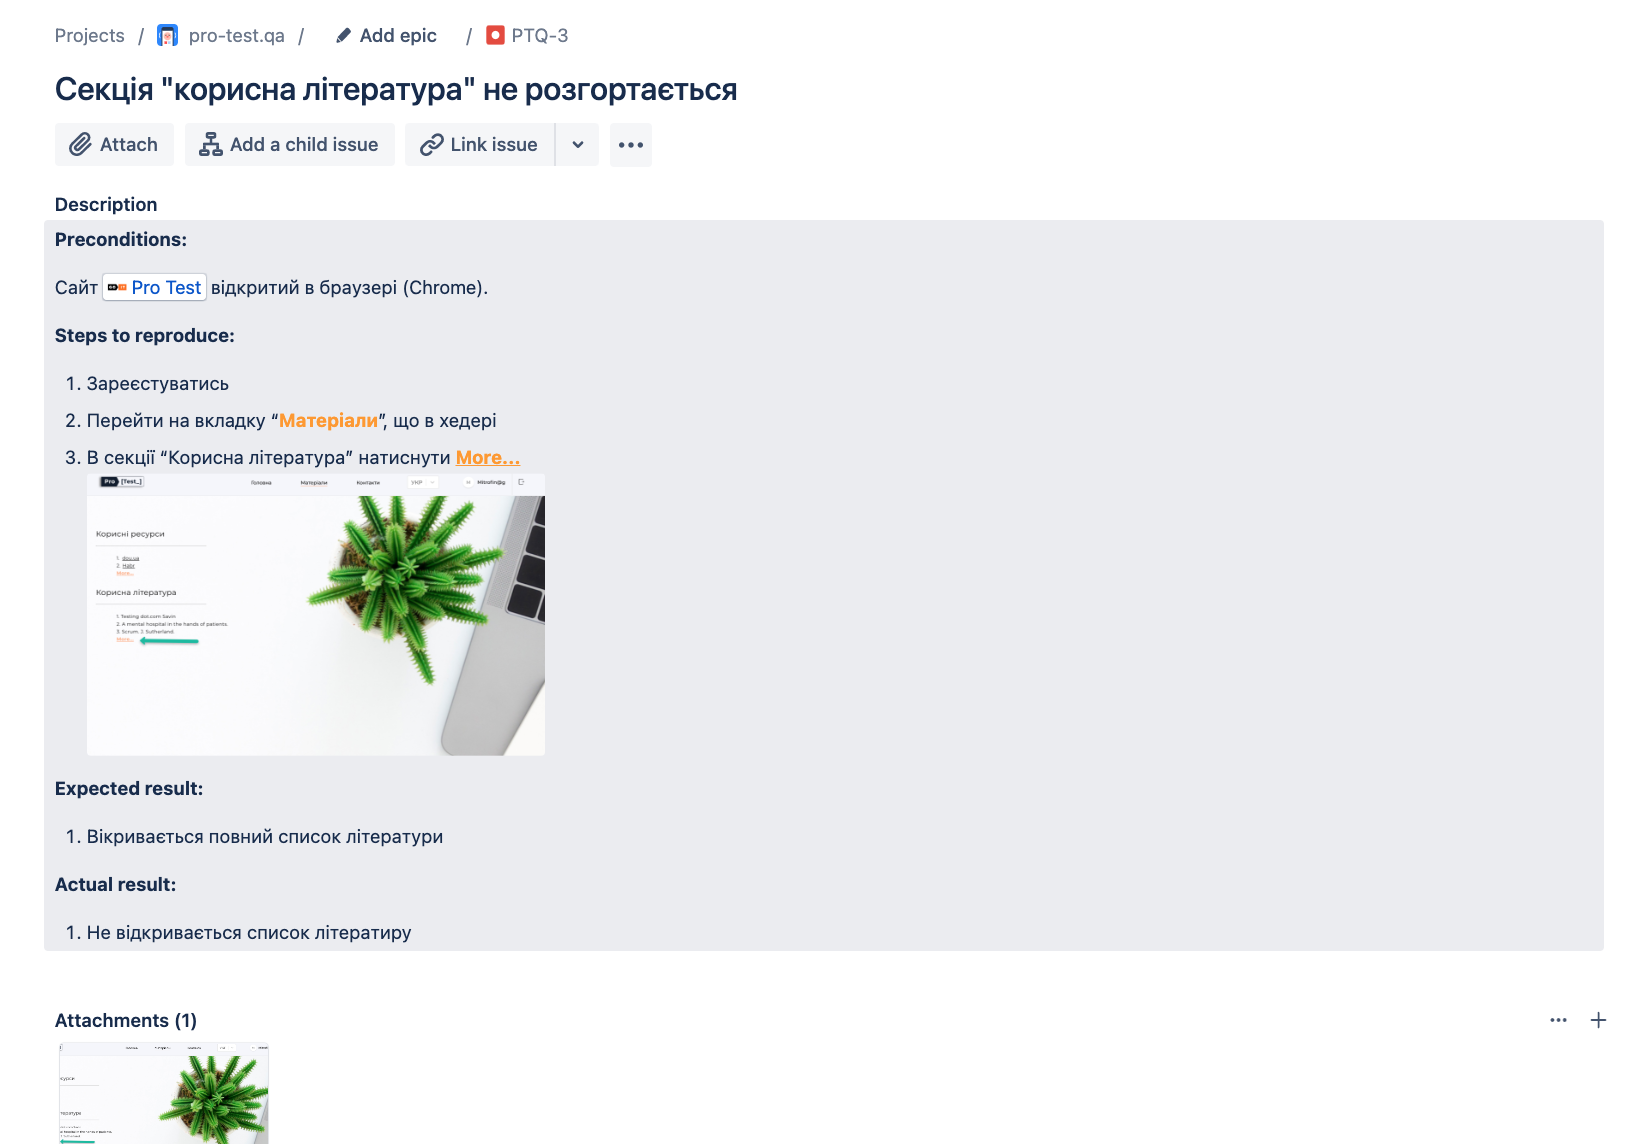 Projects / pro-test.qa / Add epic / PTQ-3
Секція "корисна література" не розгортається
Attach Add a child issue Link issue
Description
Preconditions:
Сайт Pro Test відкритий в браузері (Chrome).
Steps to reproduce:
1. Зареєстуватись
2. Перейти на вкладку “Матеріали”, що в хедері
3. В секції “Корисна література” натиснути More...
Pro [Test_] Головна Матеріали Контакти УКР
Корисні ресурси
1. dou.ua
2. Habr
More...
Корисна література
1. Testing dot.com Savin
2. A mental hospital in the hands of patients.
3. Scrum. J. Sutherland
More...
Expected result:
1. Вікривається повний список літератури
Actual result:
1. Не відкривається список літератиру
Attachments (1)